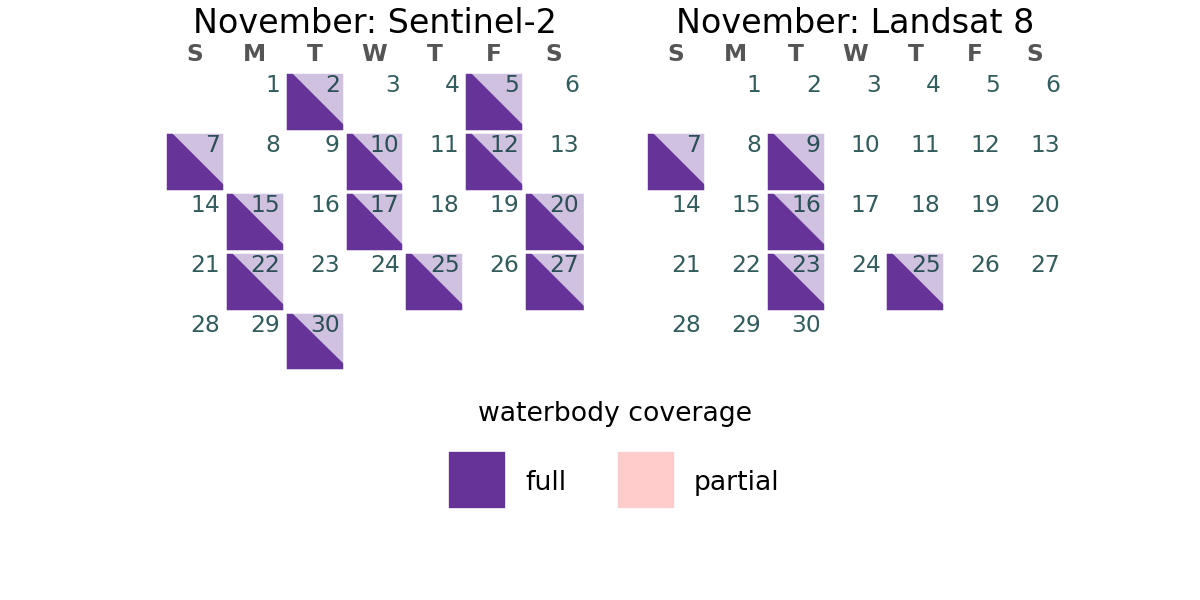 November: Sentinel-2
S M T W T F S
1 2 3 4 5 6
7 8 9 10 11 12 13
14 15 16 17 18 19 20
21 22 23 24 25 26 27
28 29 30
November: Landsat 8
S M T W T F S
1 2 3 4 5 6
7 8 9 10 11 12 13
14 15 16 17 18 19 20
21 22 23 24 25 26 27
28 29 30
waterbody coverage
full partial